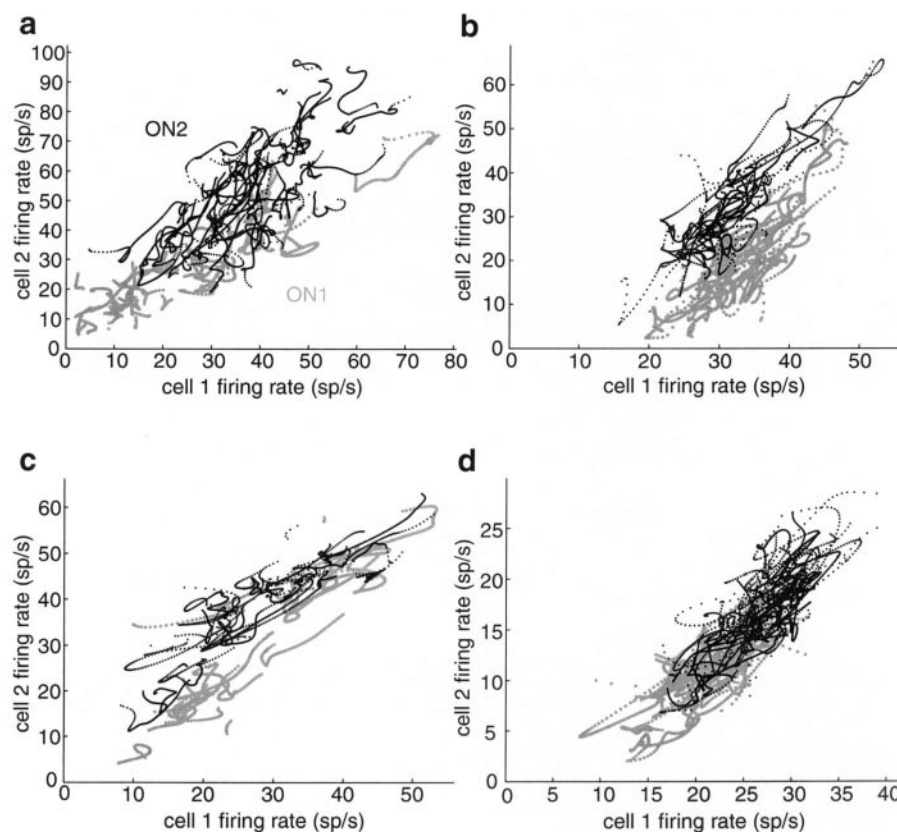 a
100
90
80
70
60
50
40
30
20
10
0
cell 2 firing rate (sp/s)
ON2
ON1
0 10 20 30 40 50 60 70 80
cell 1 firing rate (sp/s)
b
60
50
40
30
20
10
0
cell 2 firing rate (sp/s)
0 10 20 30 40 50
cell 1 firing rate (sp/s)
c
60
50
40
30
20
10
0
cell 2 firing rate (sp/s)
0 10 20 30 40 50
cell 1 firing rate (sp/s)
d
25
20
15
10
5
0
cell 2 firing rate (sp/s)
0 5 10 15 20 25 30 35 40
cell 1 firing rate (sp/s)